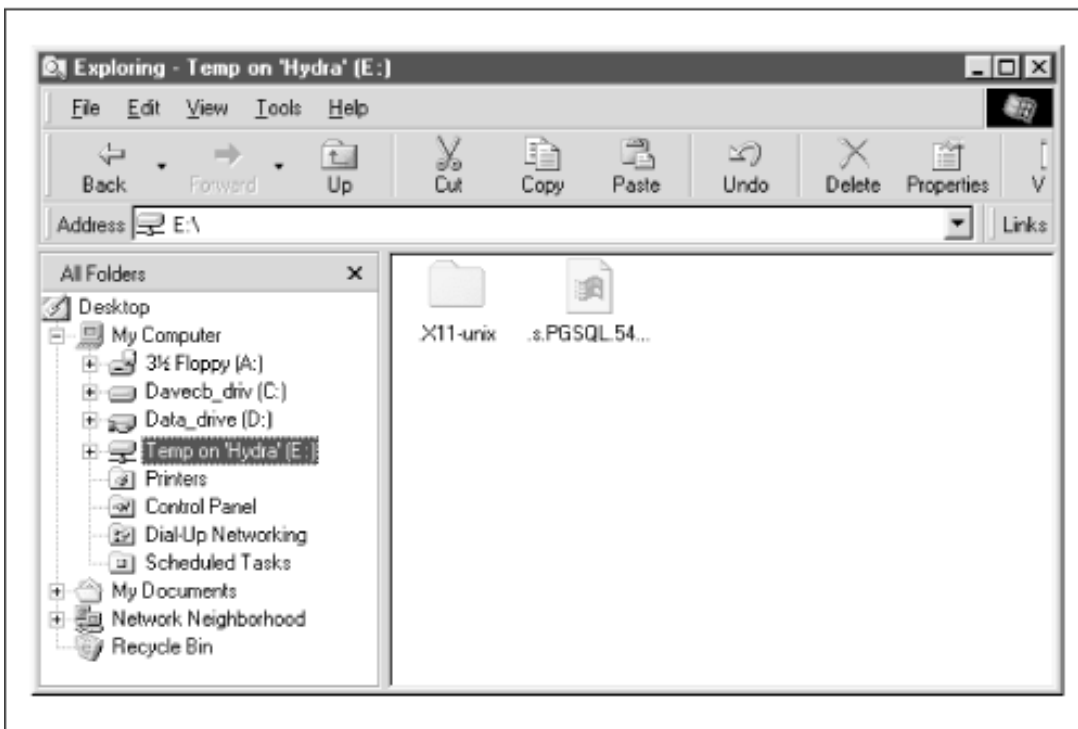 Exploring - Temp on 'Hydra' (E:)
File Edit View Tools Help
Back Forward Up Cut Copy Paste Undo Delete Properties V
Address E:\ Links
All Folders
Desktop
My Computer
3½ Floppy (A:)
Davecb_driv (C:)
Data_drive (D:)
Temp on 'Hydra' (E:)
Printers
Control Panel
Dial-Up Networking
Scheduled Tasks
My Documents
Network Neighborhood
Recycle Bin
.X11-unix .s.PGSQL.54...